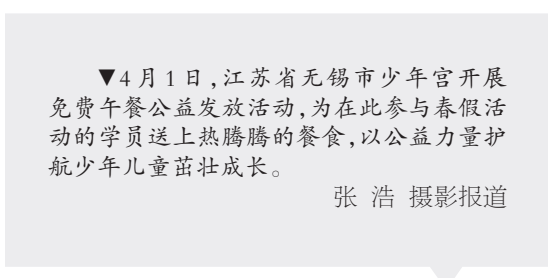 ▼4月1日,江苏省无锡市少年宫开展
免费午餐公益发放活动,为在此参与春假活
动的学员送上热腾腾的餐食,以公益力量护
航少年儿童茁壮成长。
张 浩 摄影报道